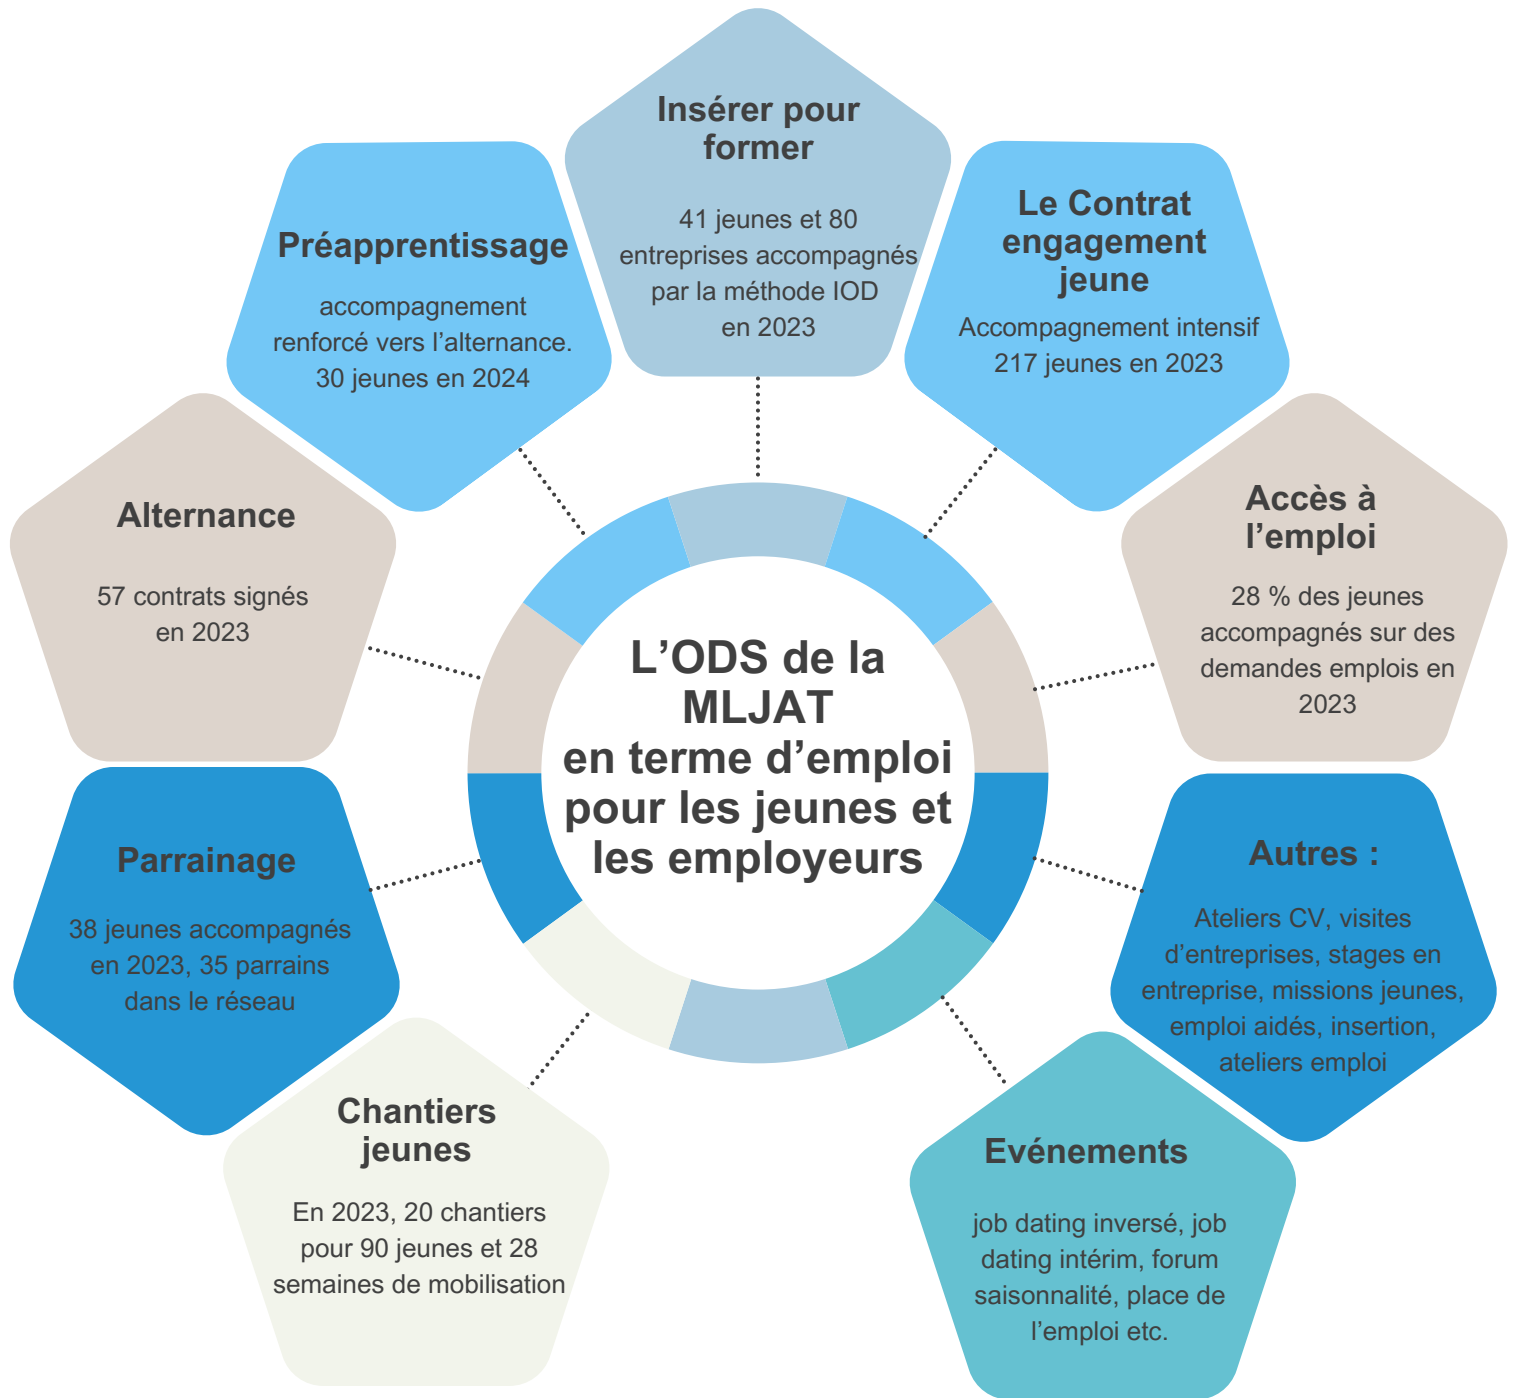 Insérer pour
former
41 jeunes et 80
entreprises accompagnés
par la méthode IOD
en 2023
Le Contrat
engagement
jeune
Accompagnement intensif
217 jeunes en 2023
Accès à
l’emploi
28 % des jeunes
accompagnés sur des
demandes emplois en
2023
Autres :
Ateliers CV, visites
d’entreprises, stages en
entreprise, missions jeunes,
emploi aidés, insertion,
ateliers emploi
Evénements
job dating inversé, job
dating intérim, forum
saisonnalité, place de
l’emploi etc.
Chantiers
jeunes
En 2023, 20 chantiers
pour 90 jeunes et 28
semaines de mobilisation
Parrainage
38 jeunes accompagnés
en 2023, 35 parrains
dans le réseau
Alternance
57 contrats signés
en 2023
Préapprentissage
accompagnement
renforcé vers l’alternance.
30 jeunes en 2024
L’ODS de la
MLJAT
en terme d’emploi
pour les jeunes et
les employeurs